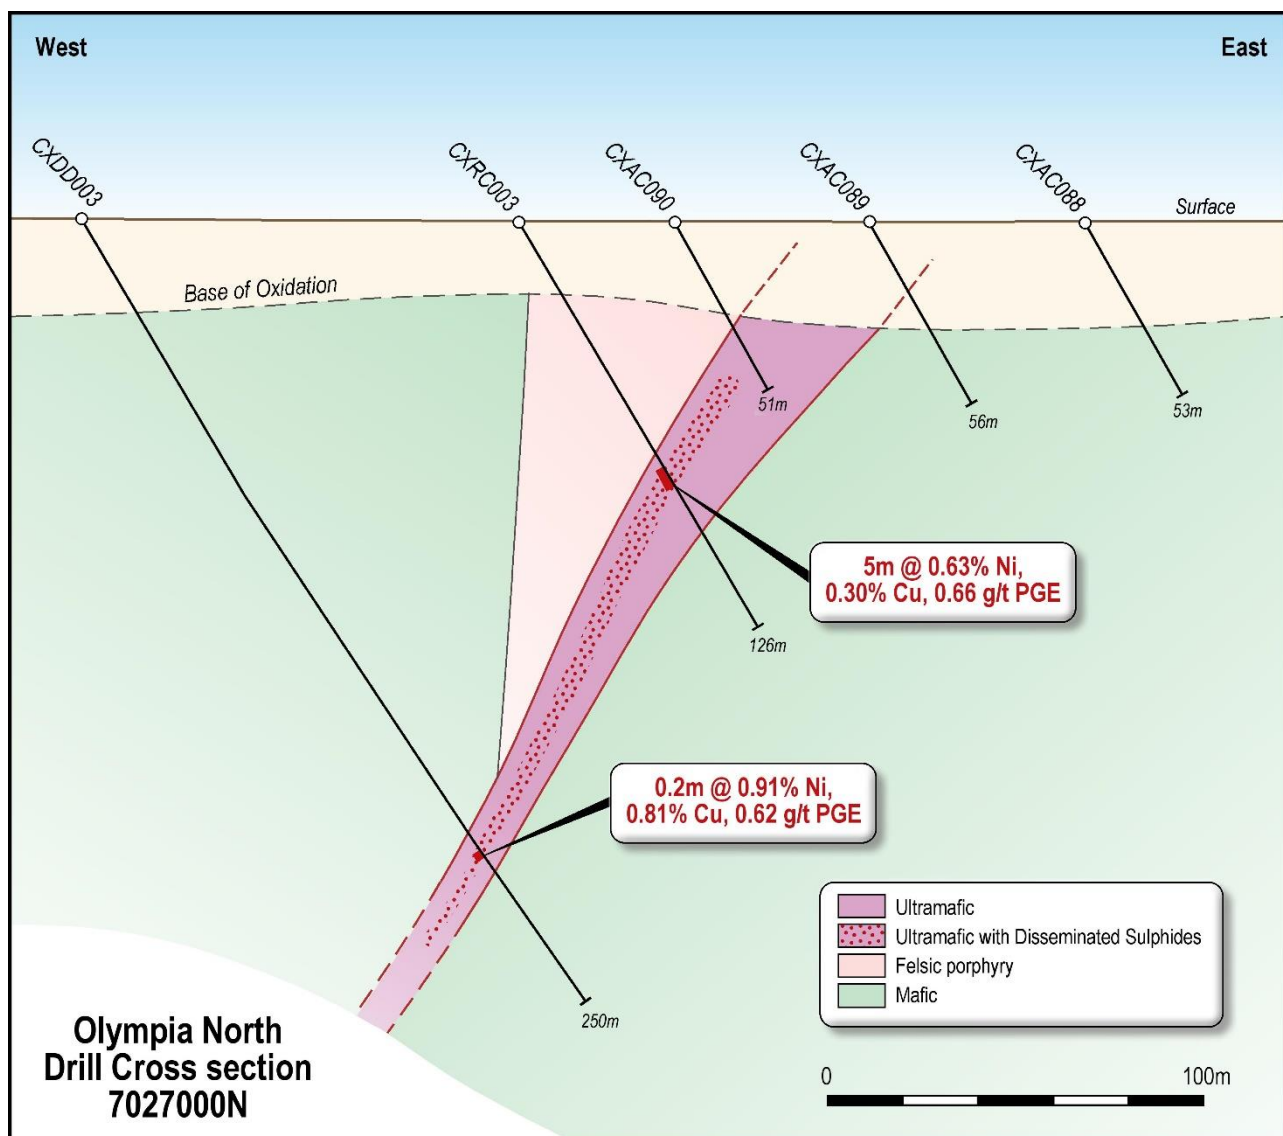 West
East
CXDD003
CXRC003
CXAC090
CXAC089
CXAC088
Surface
Base of Oxidation
51m
56m
53m
5m @ 0.63% Ni,
0.30% Cu, 0.66 g/t PGE
126m
0.2m @ 0.91% Ni,
0.81% Cu, 0.62 g/t PGE
Ultramafic
Ultramafic with Disseminated Sulphides
Felsic porphyry
Mafic
250m
Olympia North
Drill Cross section
7027000N
0
100m